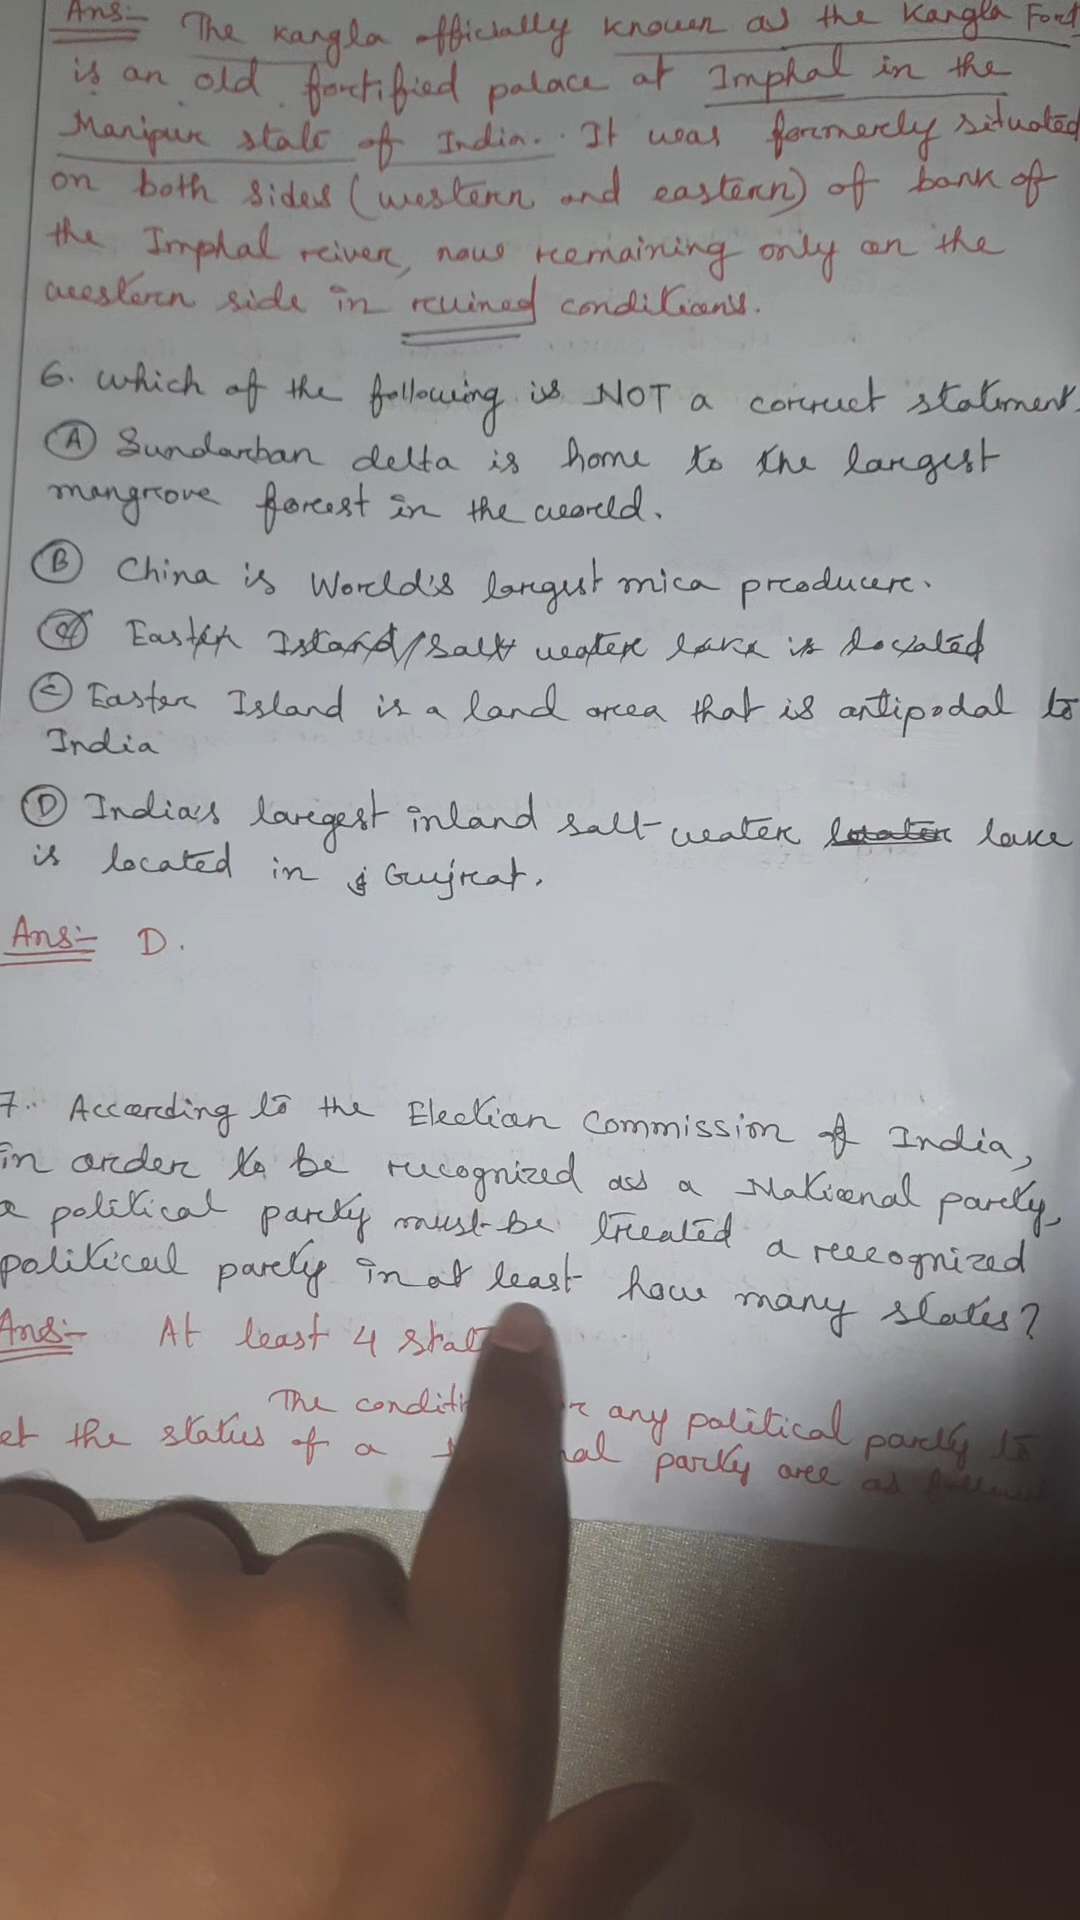 Ans:- The Kangla officially known as the Kangla Fort
is an old fortified palace at Imphal in the
Manipur state of India. It was formerly situated
on both sides (western and eastern) of bank of
the Imphal river, now remaining only on the
western side in ruined conditions.
6. Which of the following is NOT a correct statement.
(A) Sundarban delta is home to the largest
mangrove forest in the world.
(B) China is World's largest mica producer.
Easter Island/Salt water lake is located
(C) Easter Island is a land area that is antipodal to
India
(D) India's largest inland salt-water lake
is located in Gujrat.
Ans:- D.
7. According to the Election Commission of India,
in order to be recognized as a National party,
a political party must be treated a recognized
political party in at least how many states?
Ans:- At least 4
The any political party to
et the status of a party are as